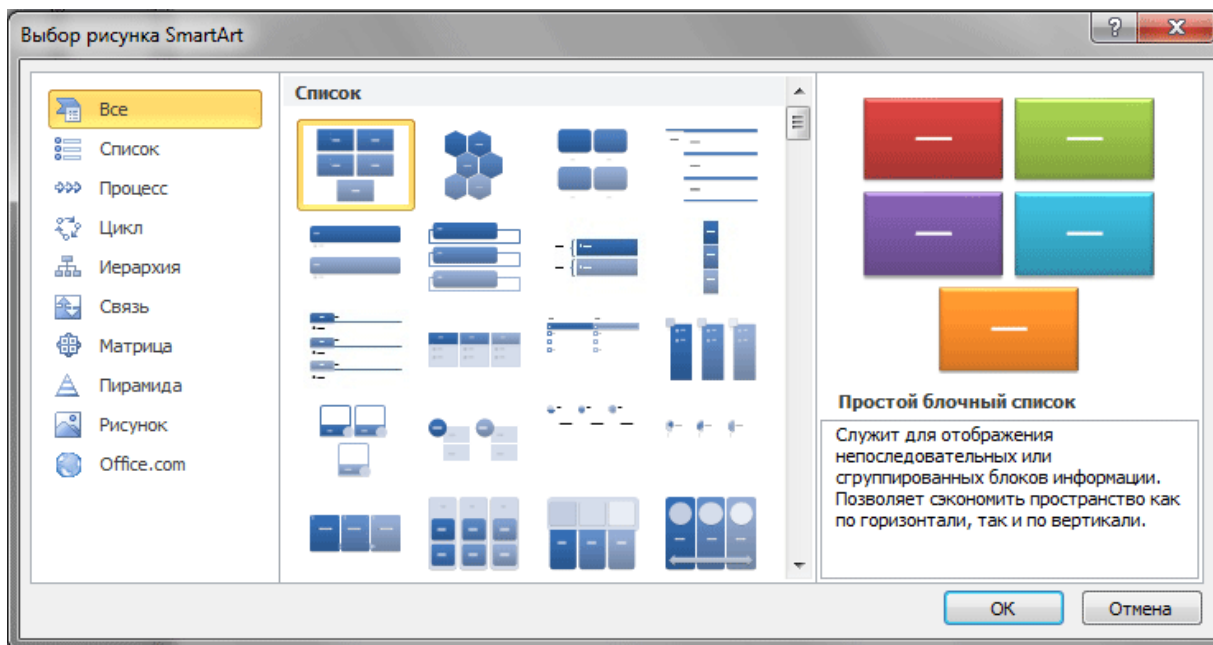 Выбор рисунка SmartArt
Все
Список
Процесс
Цикл
Иерархия
Связь
Матрица
Пирамида
Рисунок
Office.com
Список
Простой блочный список
Служит для отображения
непоследовательных или
сгруппированных блоков информации.
Позволяет сэкономить пространство как
по горизонтали, так и по вертикали.
OK
Отмена